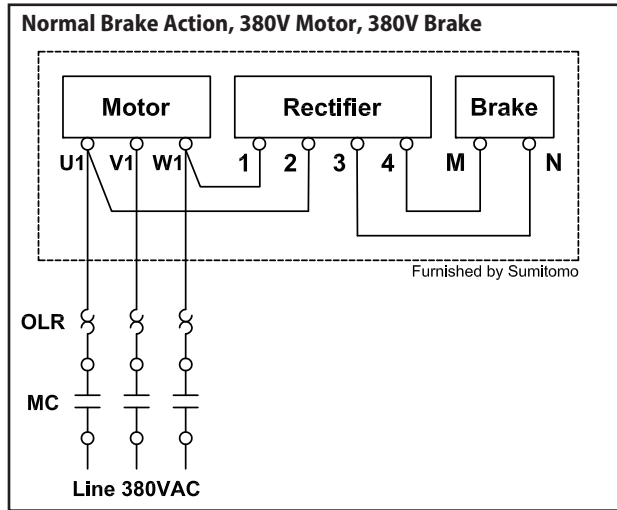 Normal Brake Action, 380V Motor, 380V Brake
Motor Rectifier Brake
U1 V1 W1 1 2 3 4 M N
Furnished by Sumitomo
OLR
MC
Line 380VAC